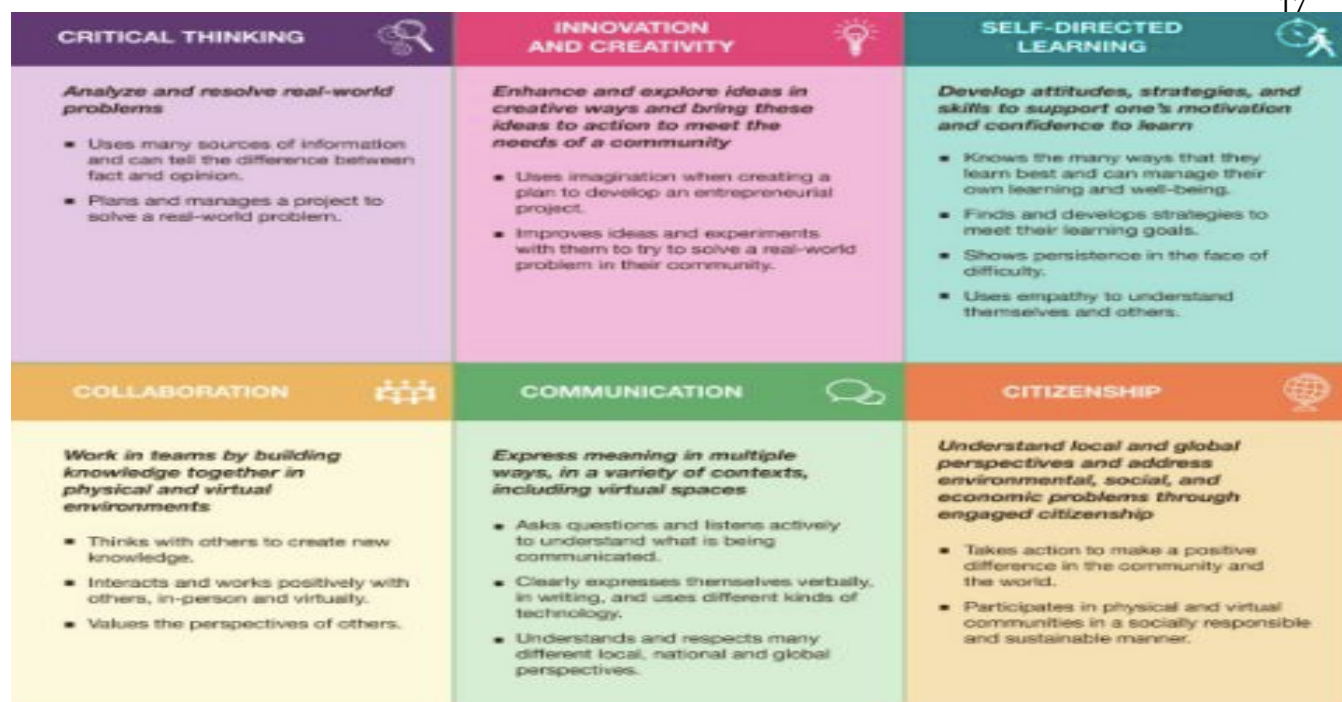 17
CRITICAL THINKING
Analyze and resolve real-world
problems
▪ Uses many sources of information
and can tell the difference between
fact and opinion.
▪ Plans and manages a project to
solve a real-world problem.
INNOVATION
AND CREATIVITY
Enhance and explore ideas in
creative ways and bring these
ideas to action to meet the
needs of a community
▪ Uses imagination when creating a
plan to develop an entrepreneurial
project.
▪ Improves ideas and experiments
with them to try to solve a real-world
problem in their community.
SELF-DIRECTED
LEARNING
Develop attitudes, strategies, and
skills to support one's motivation
and confidence to learn
▪ Knows the many ways that they
learn best and can manage their
own learning and well-being.
▪ Finds and develops strategies to
meet their learning goals.
▪ Shows persistence in the face of
difficulty.
▪ Uses empathy to understand
themselves and others.
COLLABORATION
Work in teams by building
knowledge together in
physical and virtual
environments
▪ Thinks with others to create new
knowledge.
▪ Interacts and works positively with
others, in-person and virtually.
▪ Values the perspectives of others.
COMMUNICATION
Express meaning in multiple
ways, in a variety of contexts,
including virtual spaces
▪ Asks questions and listens actively
to understand what is being
communicated.
▪ Clearly expresses themselves verbally,
in writing, and uses different kinds of
technology.
▪ Understands and respects many
different local, national and global
perspectives.
CITIZENSHIP
Understand local and global
perspectives and address
environmental, social, and
economic problems through
engaged citizenship
▪ Takes action to make a positive
difference in the community and
the world.
▪ Participates in physical and virtual
communities in a socially responsible
and sustainable manner.